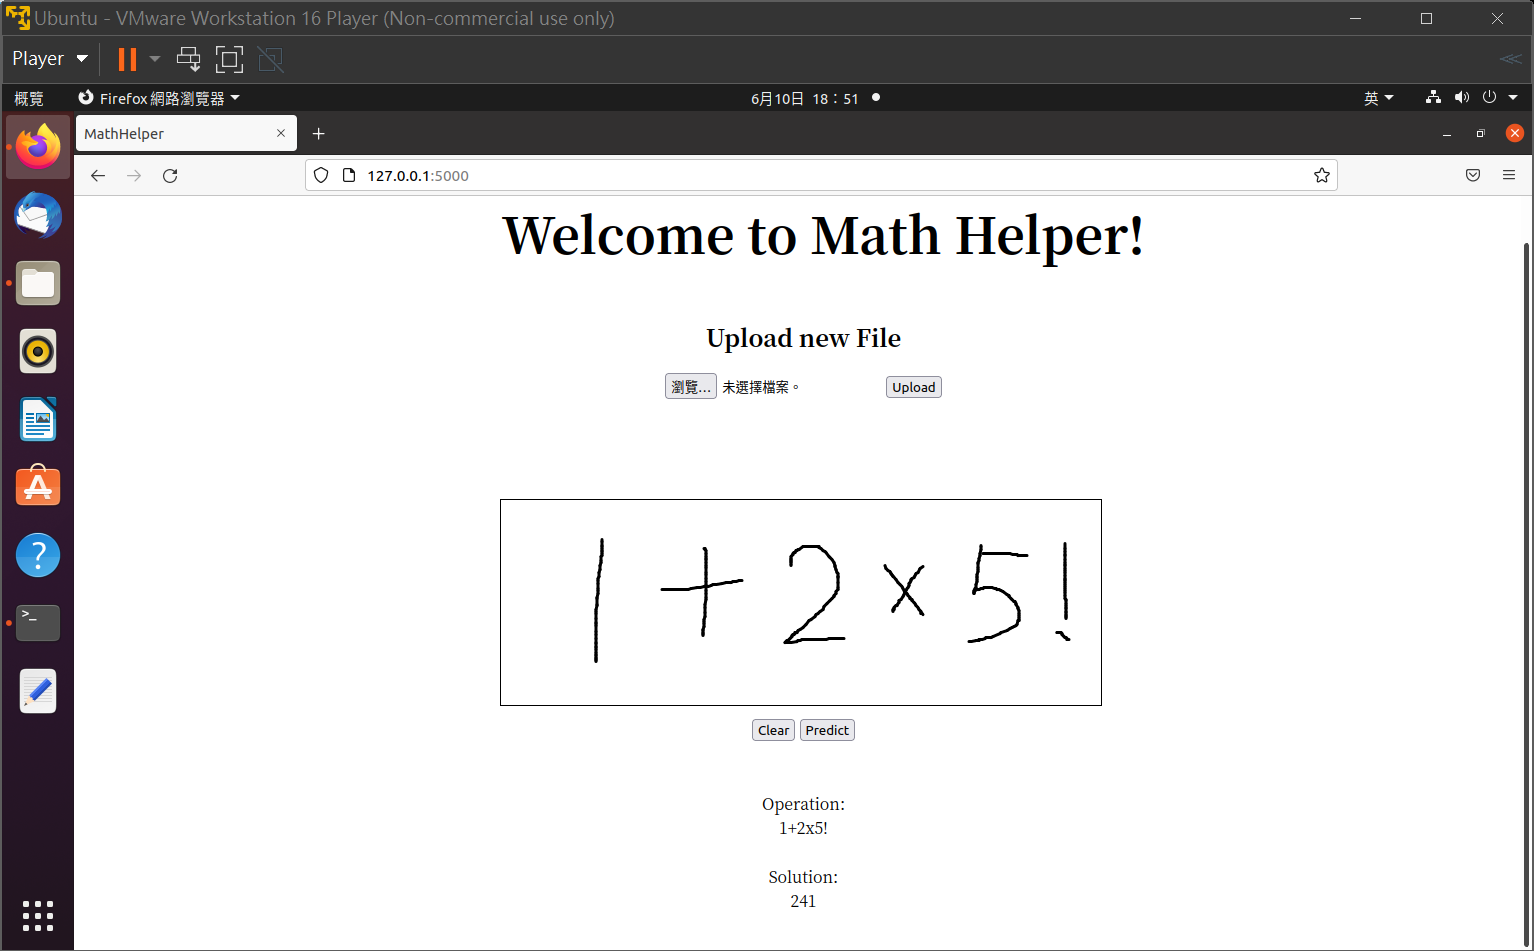 Ubuntu - VMware Workstation 16 Player (Non-commercial use only)
Player
概覽 Firefox 網路瀏覽器 6月10日 18：51 英
MathHelper
127.0.0.1:5000
Welcome to Math Helper!
Upload new File
瀏覽… 未選擇檔案。 Upload
1 + 2 × 5!
Clear Predict
Operation:
1+2x5!
Solution:
241